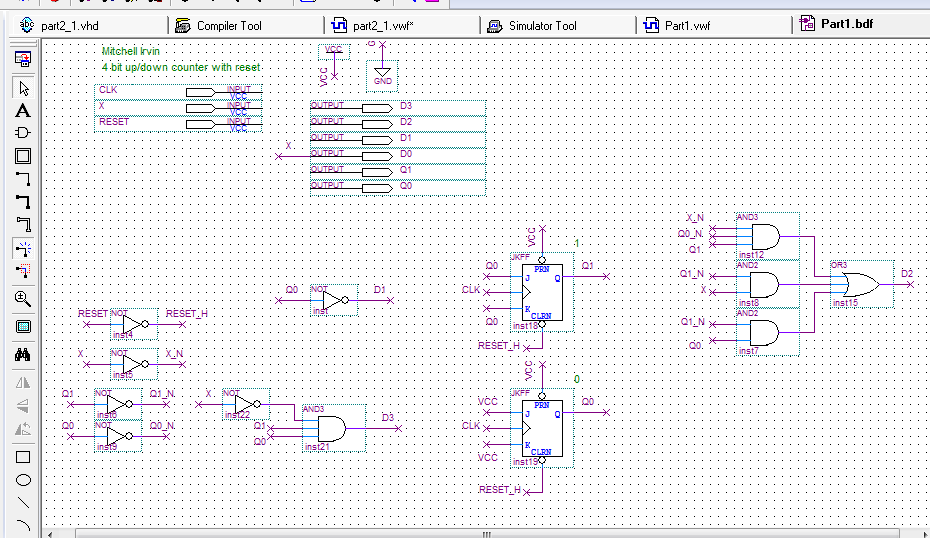 part2_1.vhd Compiler Tool part2_1.vwf* Simulator Tool Part1.vwf Part1.bdf
Mitchell Irvin
4-bit up/down counter with reset
CLK INPUT VCC
X INPUT VCC
RESET INPUT VCC
VCC
VCC
G
GND
OUTPUT D3
OUTPUT D2
OUTPUT D1
X OUTPUT D0
OUTPUT Q1
OUTPUT Q0
Q0 NOT D1
inst
RESET NOT RESET_H
inst4
X NOT X_N
inst5
Q1 NOT Q1_N
inst6
Q0 NOT Q0_N
inst9
X NOT
inst22
AND3
Q1 D3
Q0
inst21
VCC 1
JKFF
PRN
Q0 J Q Q1
CLK
K
Q0 CLRN
inst18
RESET_H
VCC 0
JKFF
PRN
VCC J Q Q0
CLK
K
VCC CLRN
inst19
RESET_H
X_N AND3
Q0_N
Q1
inst12
Q1_N AND2
X
inst8
Q1_N AND2
Q0
inst7
OR3
D2
inst15
A